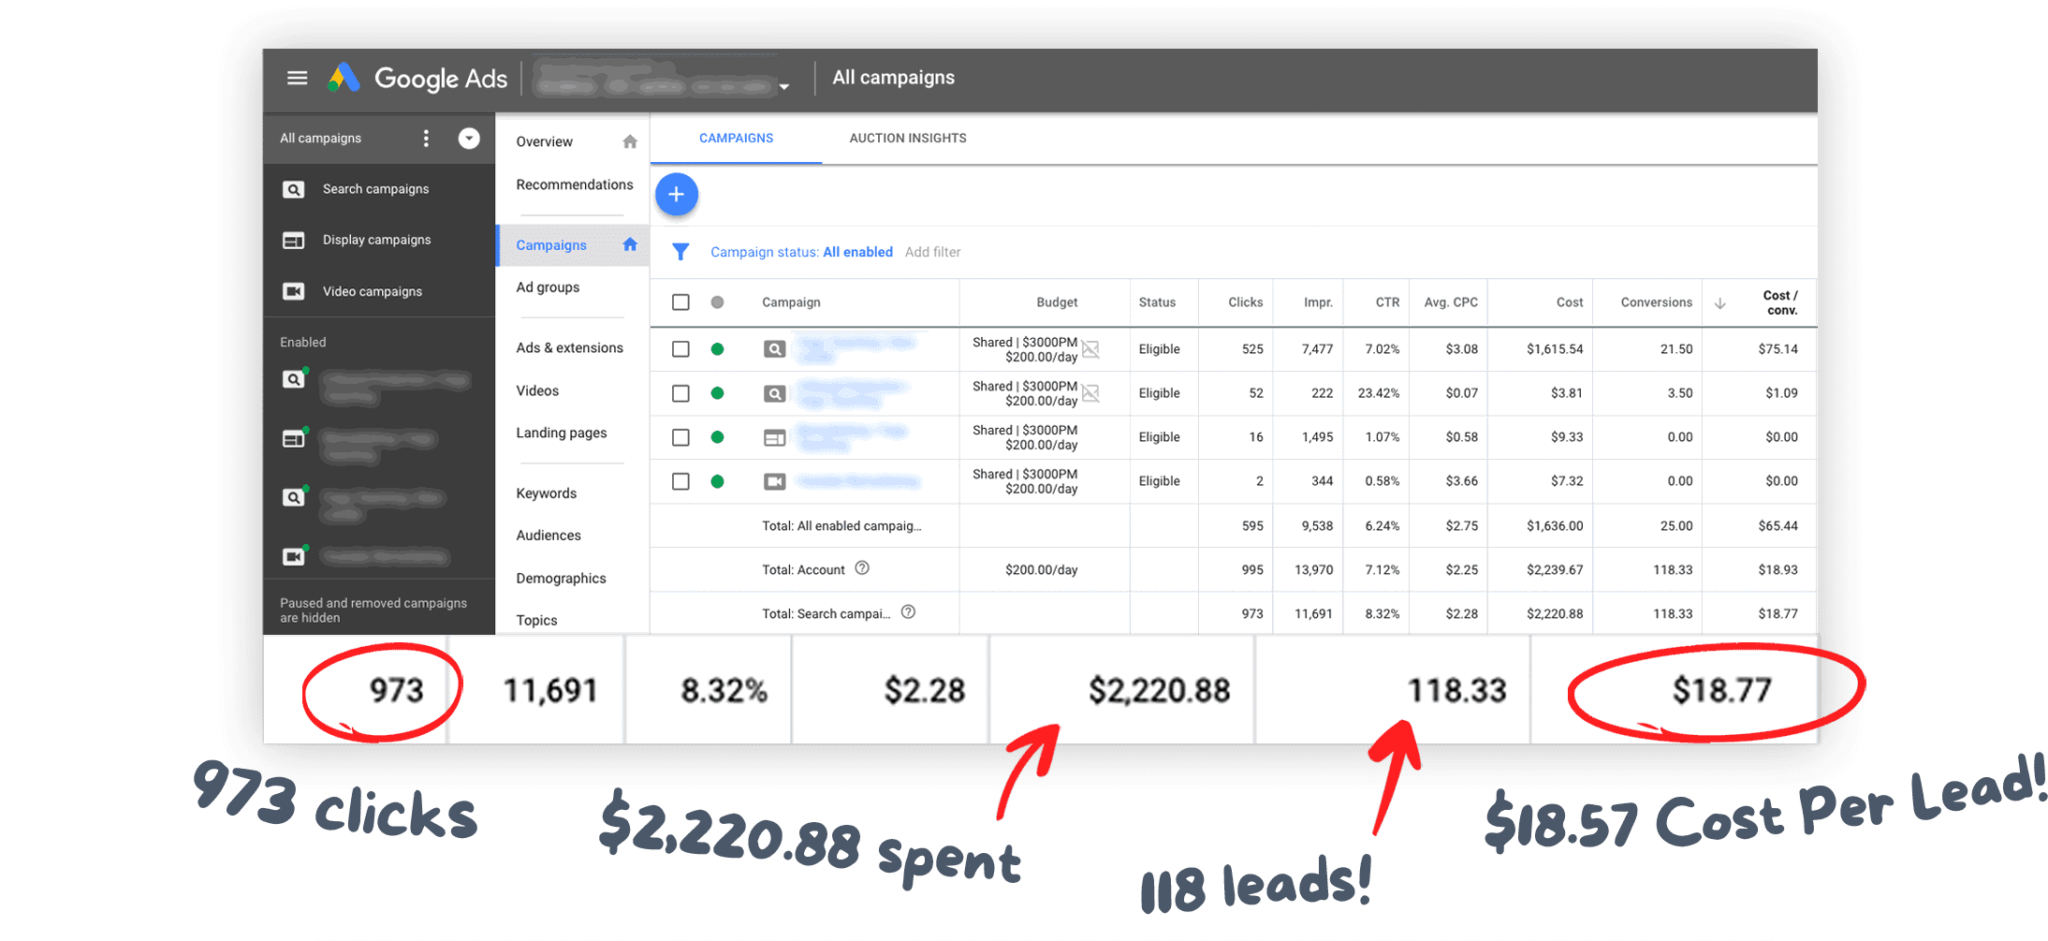 Google Ads
All campaigns
All campaigns
Search campaigns
Display campaigns
Video campaigns
Enabled
Paused and removed campaigns
are hidden
Overview
Recommendations
Campaigns
Ad groups
Ads & extensions
Videos
Landing pages
Keywords
Audiences
Demographics
Topics
CAMPAIGNS AUCTION INSIGHTS
+
Campaign status: All enabled Add filter
Campaign Budget Status Clicks Impr. CTR Avg. CPC Cost Conversions Cost / conv.
Shared | $3000PM
$200.00/day Eligible 525 7,477 7.02% $3.08 $1,615.54 21.50 $75.14
Shared | $3000PM
$200.00/day Eligible 52 222 23.42% $0.07 $3.81 3.50 $1.09
Shared | $3000PM
$200.00/day Eligible 16 1,495 1.07% $0.58 $9.33 0.00 $0.00
Shared | $3000PM
$200.00/day Eligible 2 344 0.58% $3.66 $7.32 0.00 $0.00
Total: All enabled campaig... 595 9,538 6.24% $2.75 $1,636.00 25.00 $65.44
Total: Account ? $200.00/day 995 13,970 7.12% $2.25 $2,239.67 118.33 $18.93
Total: Search campai... ? 973 11,691 8.32% $2.28 $2,220.88 118.33 $18.77
973 11,691 8.32% $2.28 $2,220.88 118.33 $18.77
973 clicks
$2,220.88 spent
118 leads!
$18.57 Cost Per Lead!